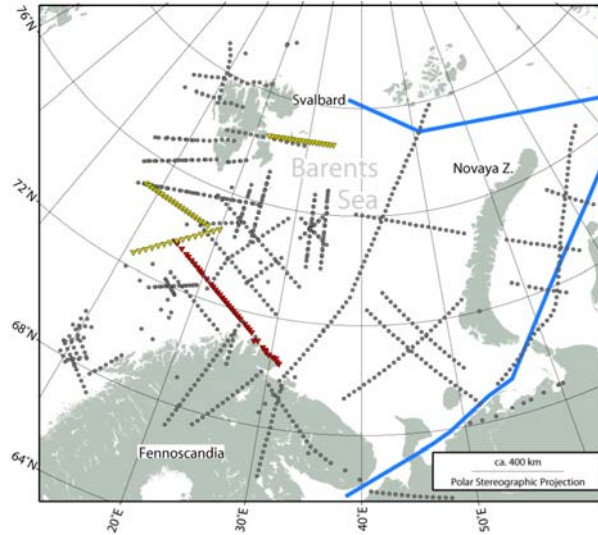 76˚N
Svalbard
Barents
Sea
Novaya Z.
72˚N
68˚N
64˚N
Fennoscandia
ca. 400 km
Polar Stereographic Projection
20˚E
30˚E
40˚E
50˚E